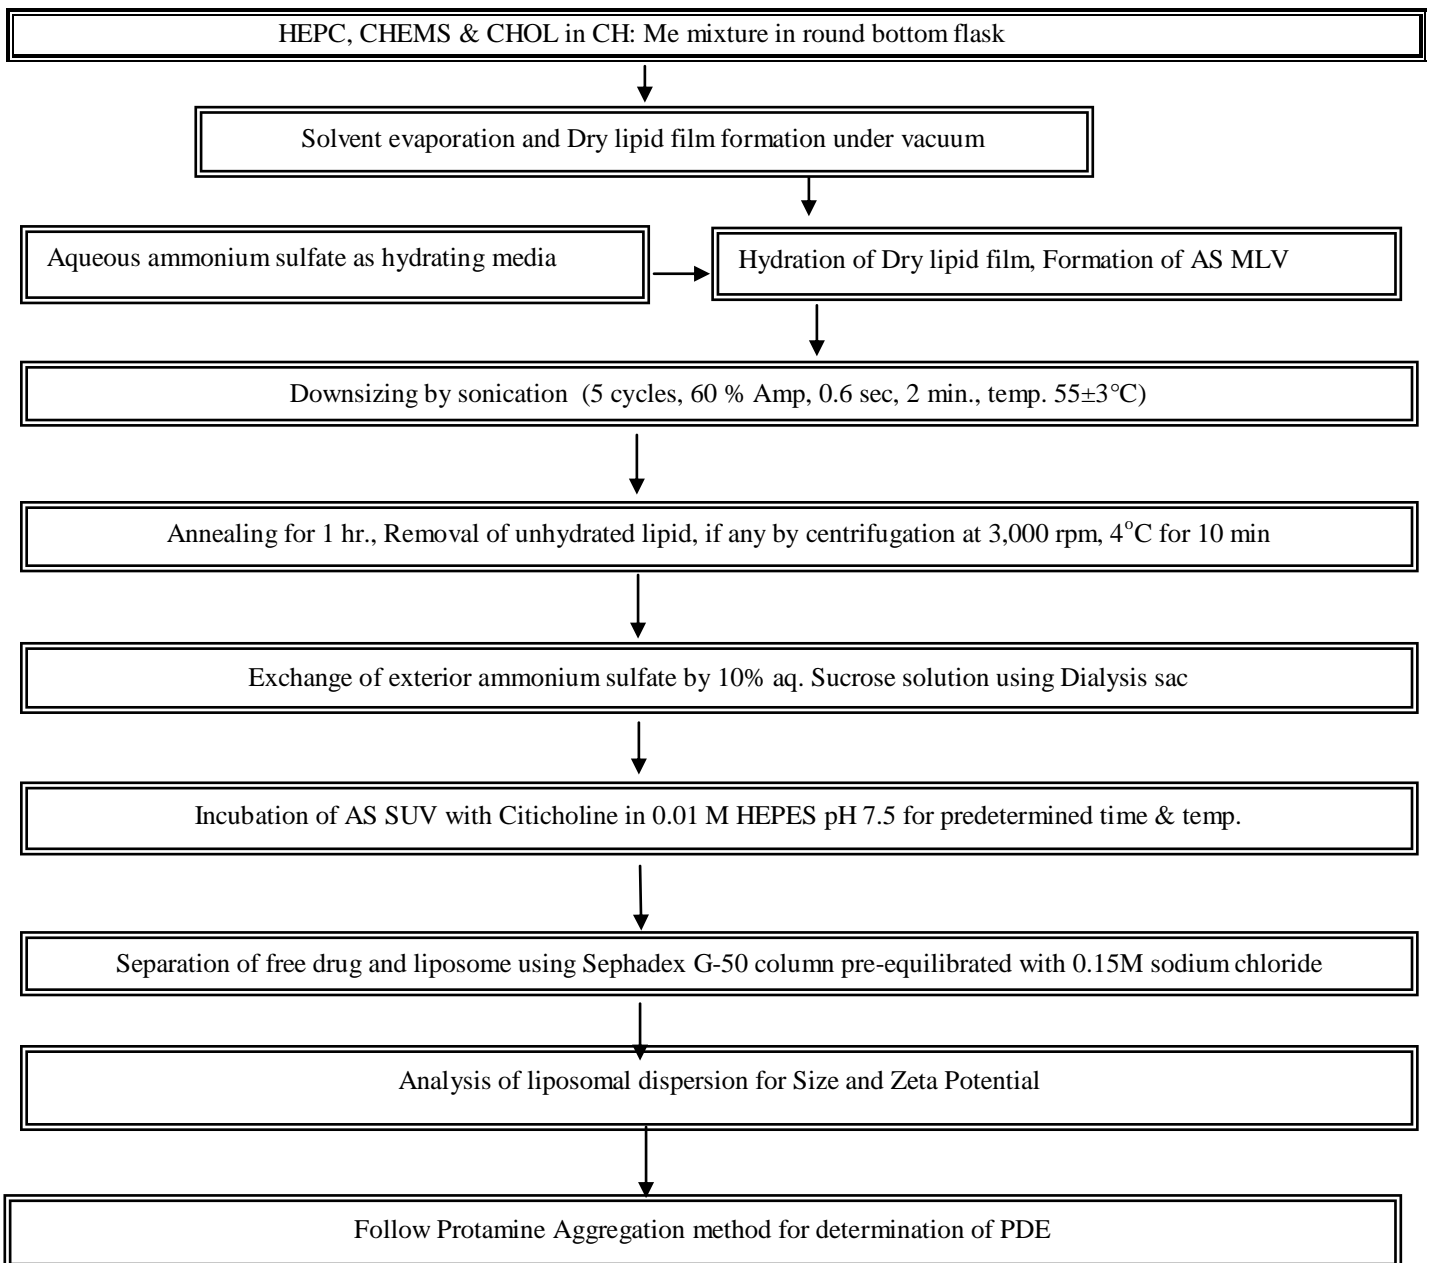 HEPC, CHEMS & CHOL in CH: Me mixture in round bottom flask
Solvent evaporation and Dry lipid film formation under vacuum
Aqueous ammonium sulfate as hydrating media
Hydration of Dry lipid film, Formation of AS MLV
Downsizing by sonication (5 cycles, 60 % Amp, 0.6 sec, 2 min., temp. 55±3°C)
Annealing for 1 hr., Removal of unhydrated lipid, if any by centrifugation at 3,000 rpm, 4°C for 10 min
Exchange of exterior ammonium sulfate by 10% aq. Sucrose solution using Dialysis sac
Incubation of AS SUV with Citicholine in 0.01 M HEPES pH 7.5 for predetermined time & temp.
Separation of free drug and liposome using Sephadex G-50 column pre-equilibrated with 0.15M sodium chloride
Analysis of liposomal dispersion for Size and Zeta Potential
Follow Protamine Aggregation method for determination of PDE